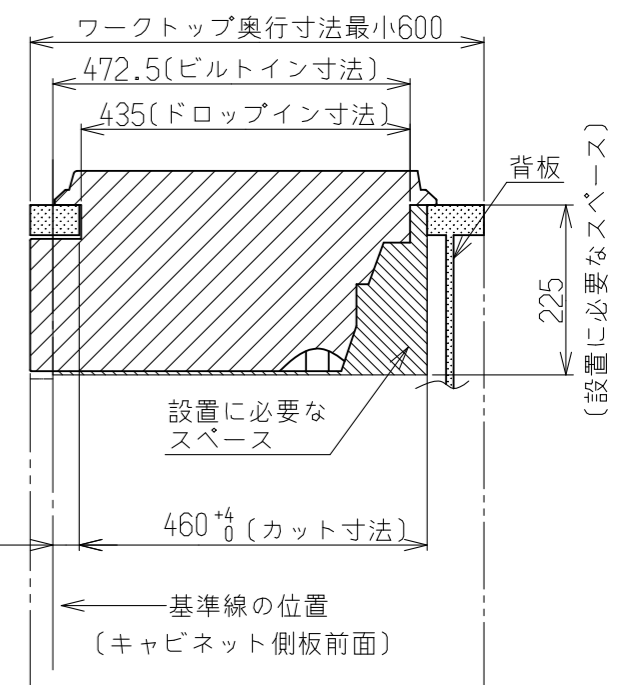 ワークトップ奥行寸法最小600
472.5(ビルトイン寸法)
435(ドロップイン寸法)
背板
225
(設置に必要なスペース)
設置に必要な
スペース
460 +4 0 (カット寸法)
基準線の位置
(キャビネット側板前面)